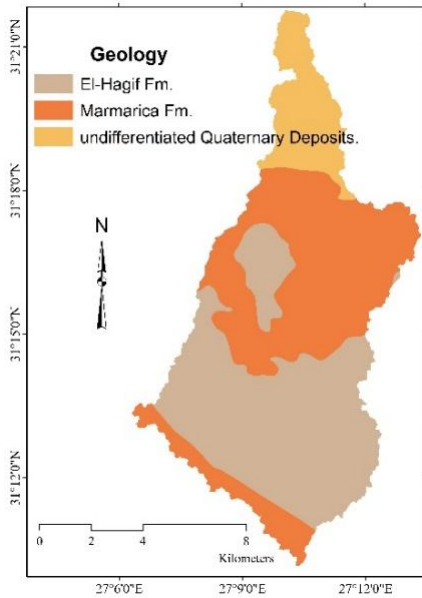 Geology
El-Hagif Fm.
Marmarica Fm.
undifferentiated Quaternary Deposits.
N
31°21'0"N
31°18'0"N
31°15'0"N
31°12'0"N
0 2 4 8
Kilometers
27°6'0"E 27°9'0"E 27°12'0"E